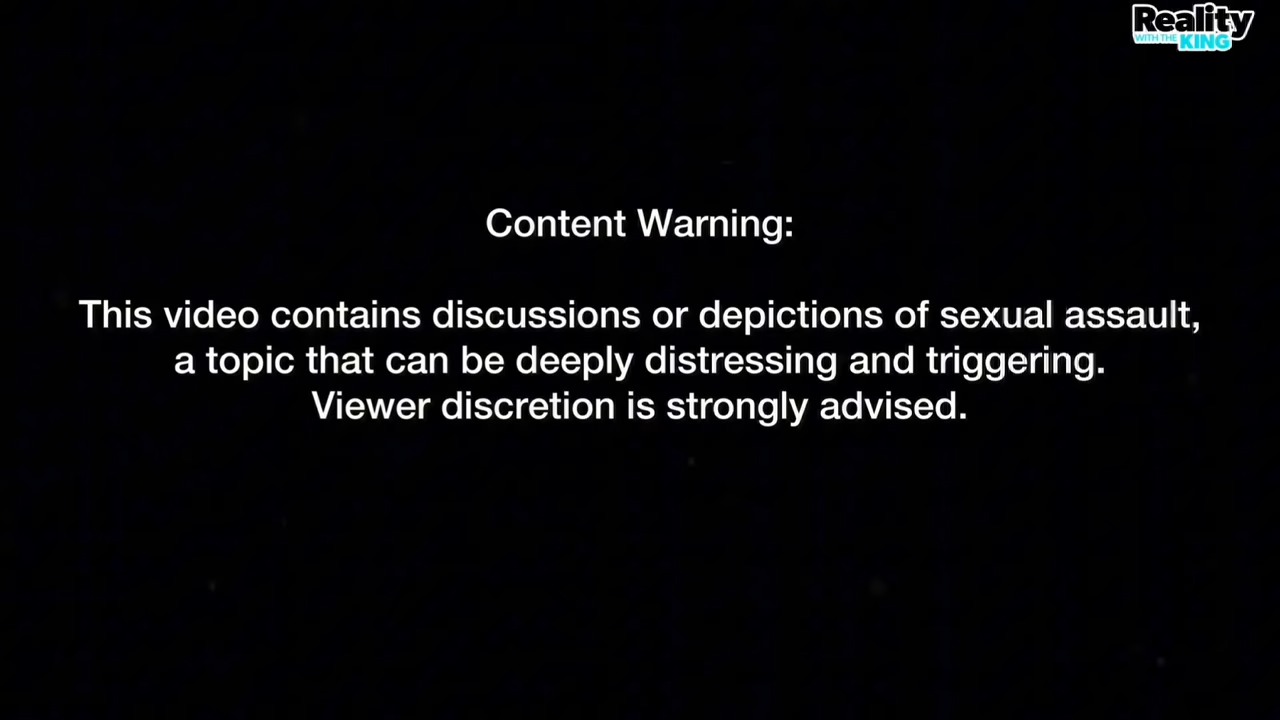 Reality
WITH THE KING
Content Warning:
This video contains discussions or depictions of sexual assault,
a topic that can be deeply distressing and triggering.
Viewer discretion is strongly advised.